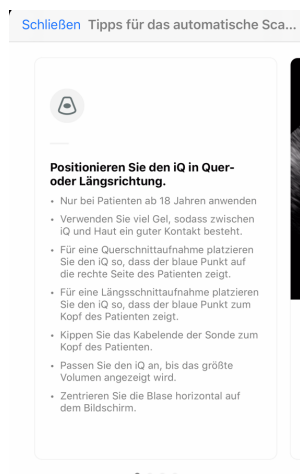 Schließen Tipps für das automatische Sca...
Positionieren Sie den iQ in Quer-
oder Längsrichtung.
• Nur bei Patienten ab 18 Jahren anwenden
• Verwenden Sie viel Gel, sodass zwischen
iQ und Haut ein guter Kontakt besteht.
• Für eine Querschnittaufnahme platzieren
Sie den iQ so, dass der blaue Punkt auf
die rechte Seite des Patienten zeigt.
• Für eine Längsschnittaufnahme platzieren
Sie den iQ so, dass der blaue Punkt zum
Kopf des Patienten zeigt.
• Kippen Sie das Kabelende der Sonde zum
Kopf des Patienten.
• Passen Sie den iQ an, bis das größte
Volumen angezeigt wird.
• Zentrieren Sie die Blase horizontal auf
dem Bildschirm.